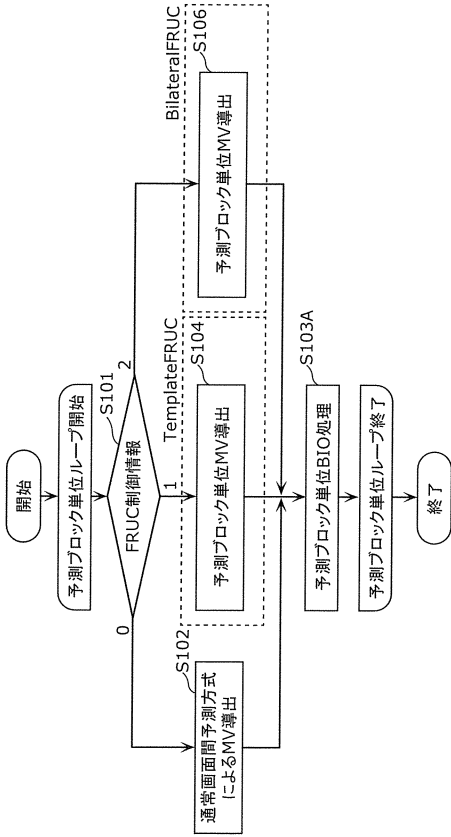 開始
予測ブロック単位ループ開始
S101
FRUC制御情報
0
1
2
S102
通常画面間予測方式
によるMV導出
TemplateFRUC
S104
予測ブロック単位MV導出
BilateralFRUC
S106
予測ブロック単位MV導出
S103A
予測ブロック単位BIO処理
予測ブロック単位ループ終了
終了